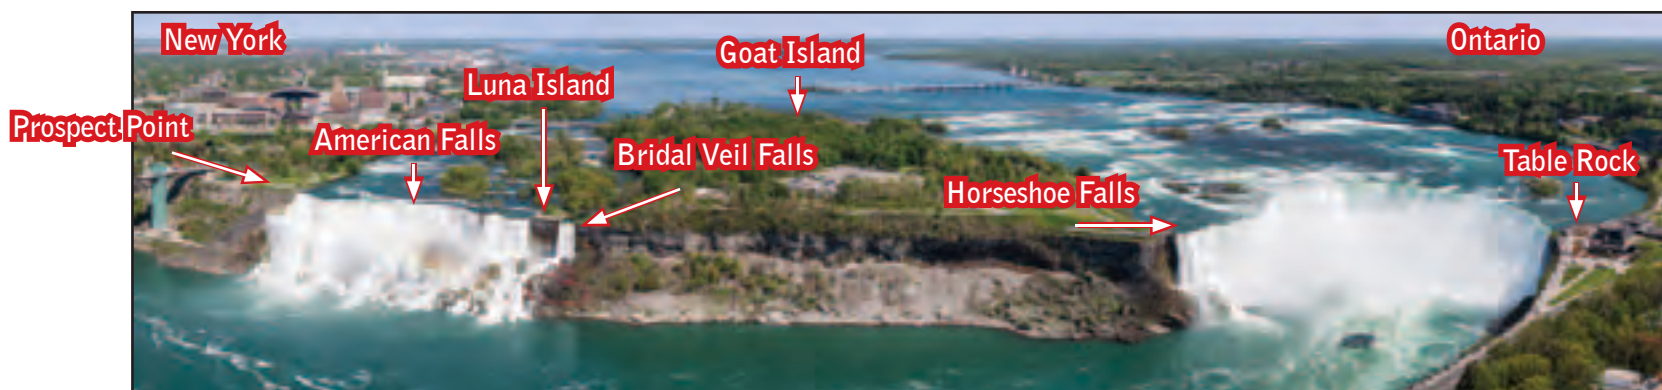 New York
Ontario
Goat Island
Luna Island
Prospect Point
American Falls
Bridal Veil Falls
Table Rock
Horseshoe Falls